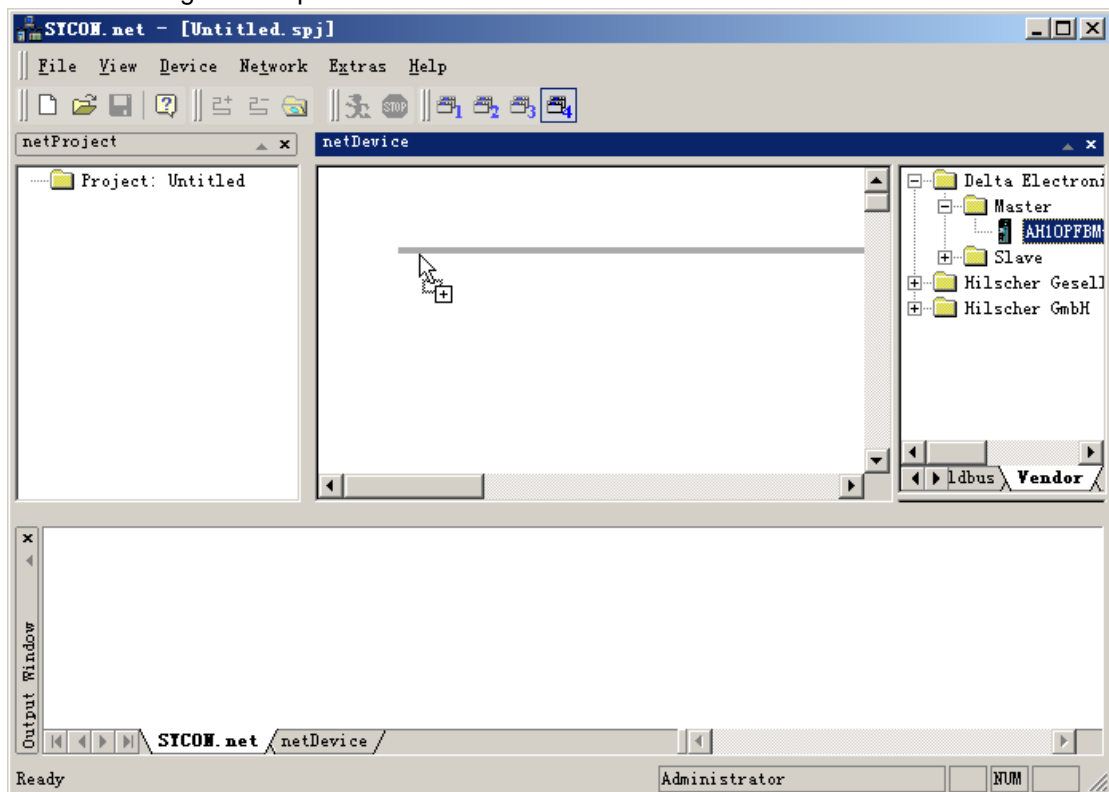 SYCON.net - [Untitled.spj]
File View Device Network Extras Help
netProject
netDevice
Project: Untitled
Delta Electroni
Master
AH10PFBM
Slave
Hilscher Gesell
Hilscher GmbH
ldbus Vendor
Output Window
SYCON.net netDevice
Ready Administrator NUM